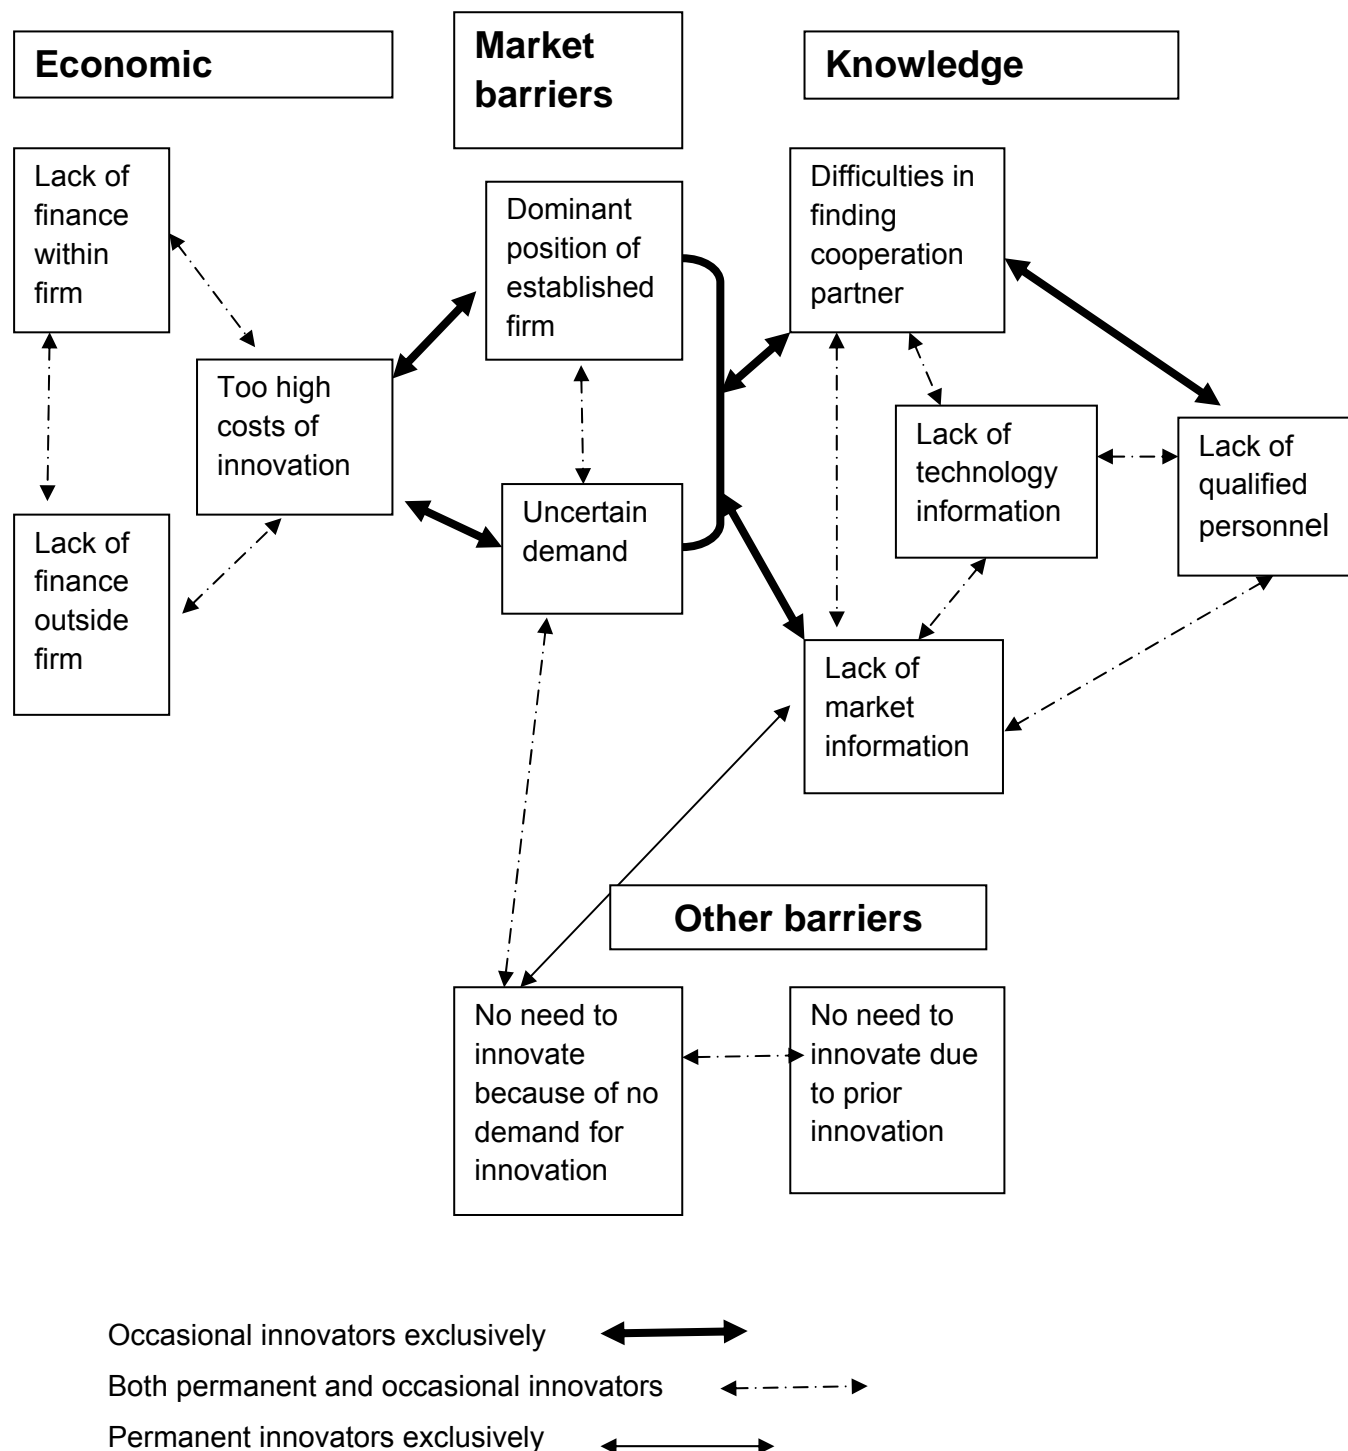 Economic
Market
barriers
Knowledge
Lack of
finance
within
firm
Dominant
position of
established
firm
Difficulties in
finding
cooperation
partner
Too high
costs of
innovation
Lack of
technology
information
Lack of
qualified
personnel
Uncertain
demand
Lack of
finance
outside
firm
Lack of
market
information
Other barriers
No need to
innovate
because of no
demand for
innovation
No need to
innovate due
to prior
innovation
Occasional innovators exclusively
Both permanent and occasional innovators
Permanent innovators exclusively